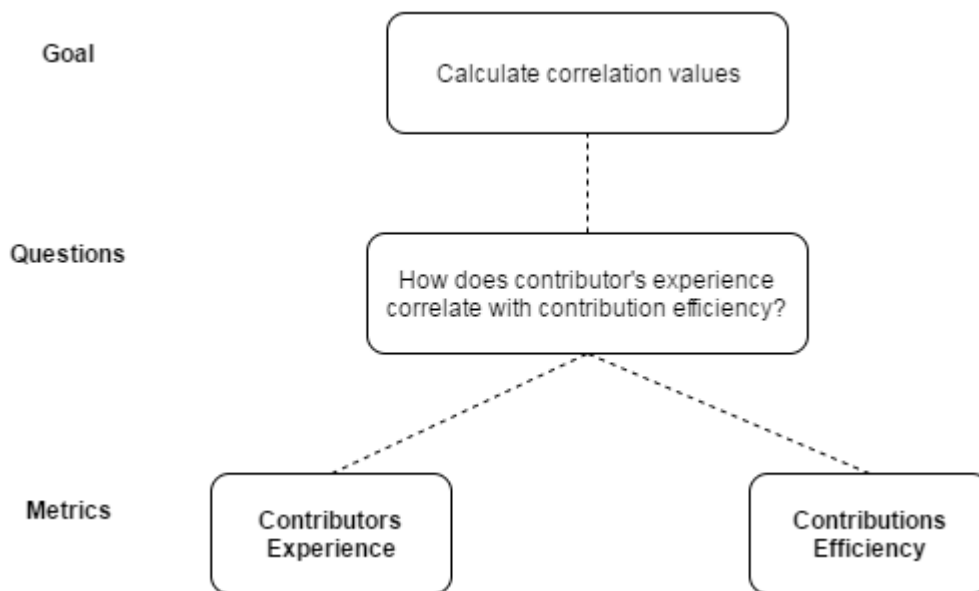 Goal
Calculate correlation values
Questions
How does contributor's experience
correlate with contribution efficiency?
Metrics
Contributors
Experience
Contributions
Efficiency